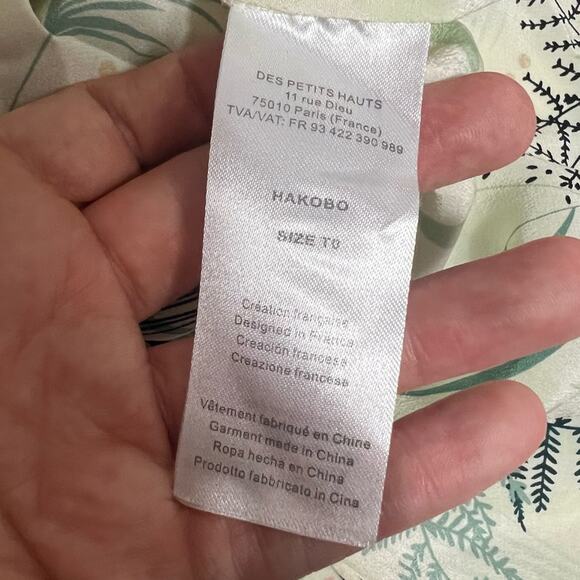 DES PETITS HAUTS
11 rue Dieu
75010 Paris (France)
TVA/VAT: FR 93 422 390 989
HAKOBO
SIZE T0
Création française
Designed in France
Creación francesa
Creazione francese
Vêtement fabriqué en Chine
Garment made in China
Ropa hecha en China
Prodotto fabbricato in Cina